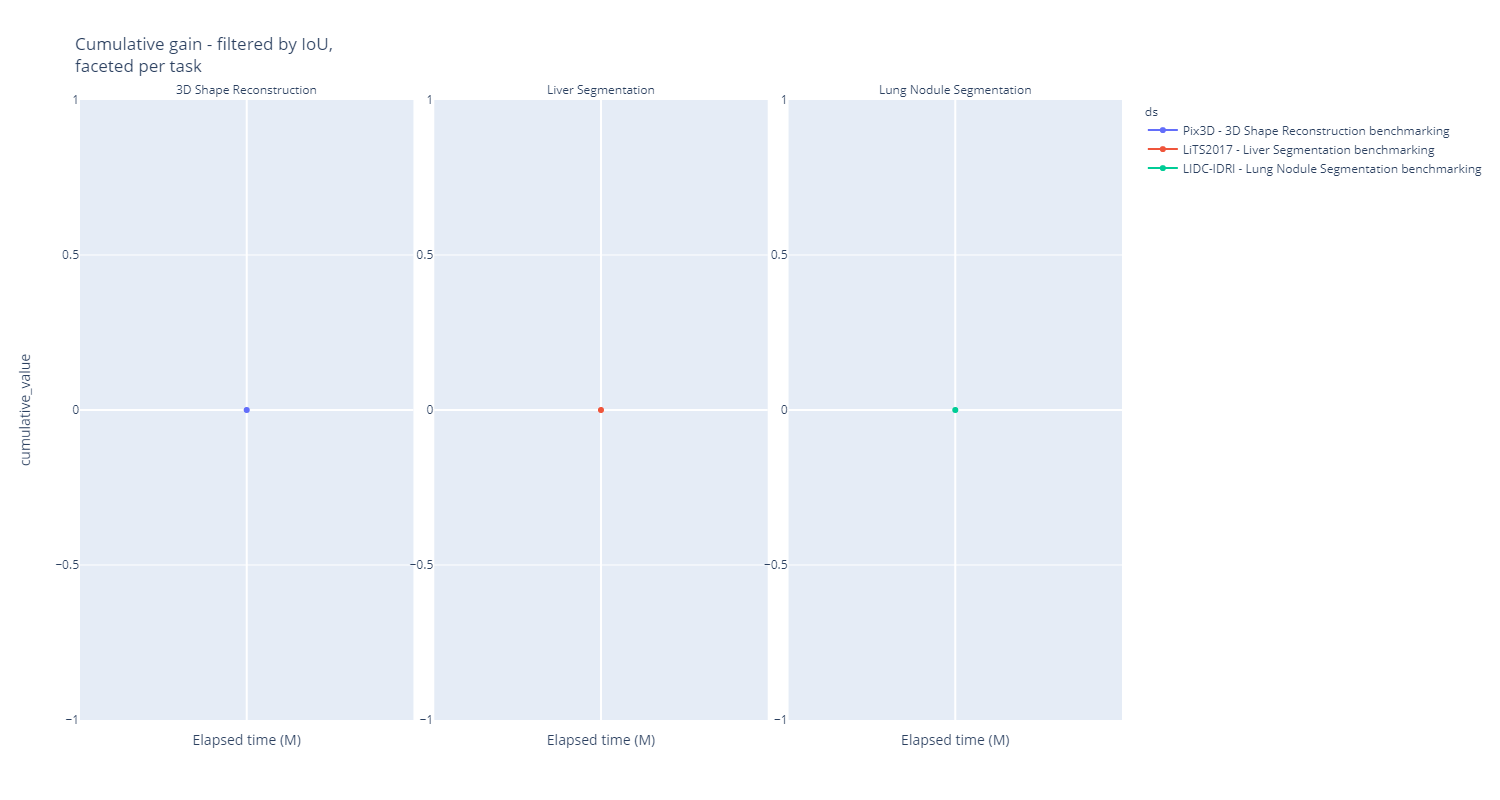 Cumulative gain - filtered by IoU,
faceted per task
3D Shape Reconstruction
Liver Segmentation
Lung Nodule Segmentation
cumulative_value
1
0.5
0
−0.5
−1
1
0.5
0
−0.5
−1
1
0.5
0
−0.5
−1
Elapsed time (M)
Elapsed time (M)
Elapsed time (M)
ds
Pix3D - 3D Shape Reconstruction benchmarking
LiTS2017 - Liver Segmentation benchmarking
LIDC-IDRI - Lung Nodule Segmentation benchmarking